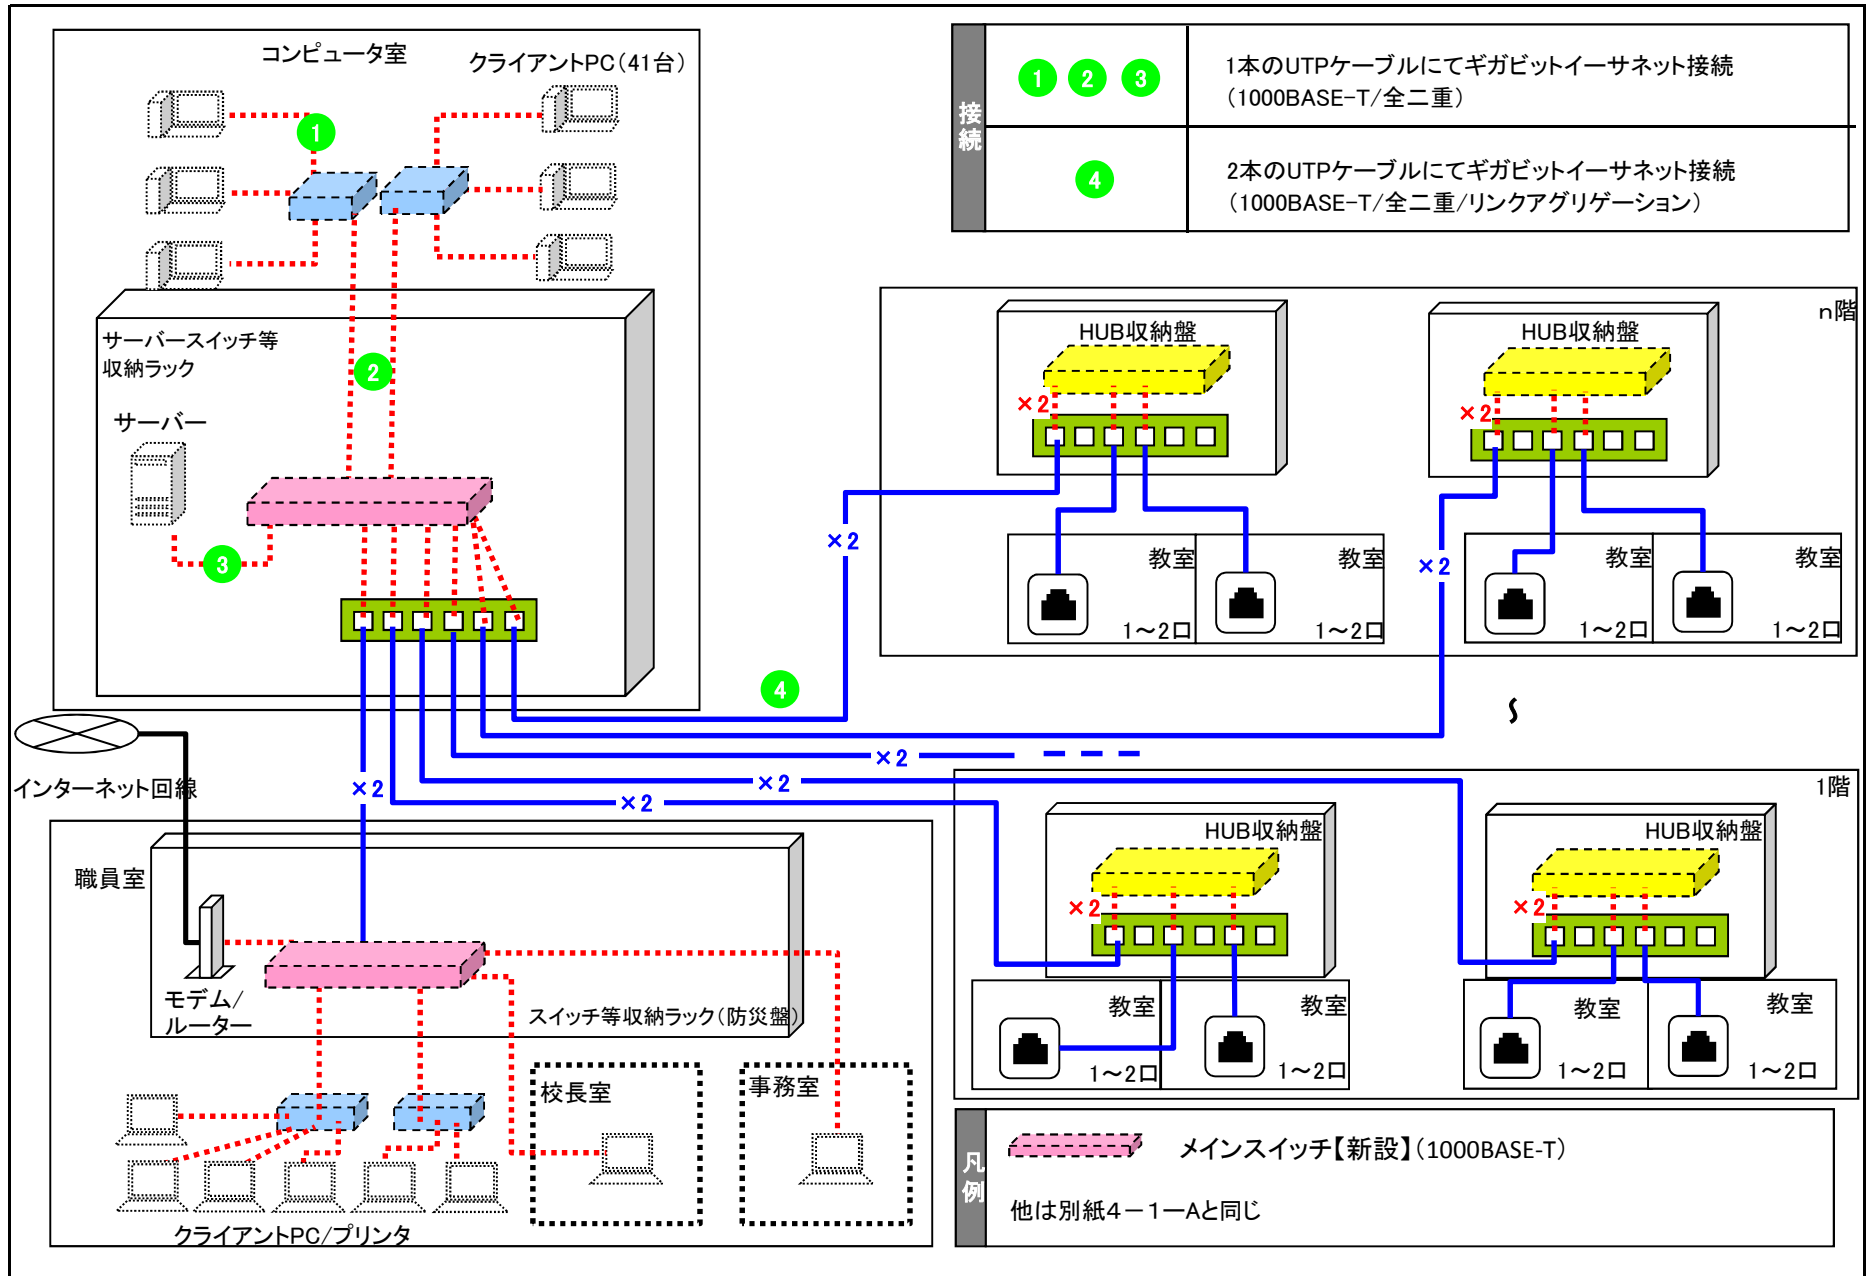 コンピュータ室
クライアントPC(41台)
1
2
3
サーバースイッチ等
収納ラック
サーバー
接続
1 2 3
1本のUTPケーブルにてギガビットイーサネット接続
(1000BASE-T/全二重)
4
2本のUTPケーブルにてギガビットイーサネット接続
(1000BASE-T/全二重/リンクアグリゲーション)
n階
HUB収納盤
×2
HUB収納盤
×2
×2
×2
教室
1～2口
教室
1～2口
教室
1～2口
教室
1～2口
4
∫
×2
×2
×2
×2
インターネット回線
1階
HUB収納盤
×2
HUB収納盤
×2
教室
1～2口
教室
1～2口
教室
1～2口
教室
1～2口
職員室
モデム/
ルーター
スイッチ等収納ラック(防災盤)
校長室
事務室
クライアントPC/プリンタ
凡例
メインスイッチ【新設】(1000BASE-T)
他は別紙4－1－Aと同じ